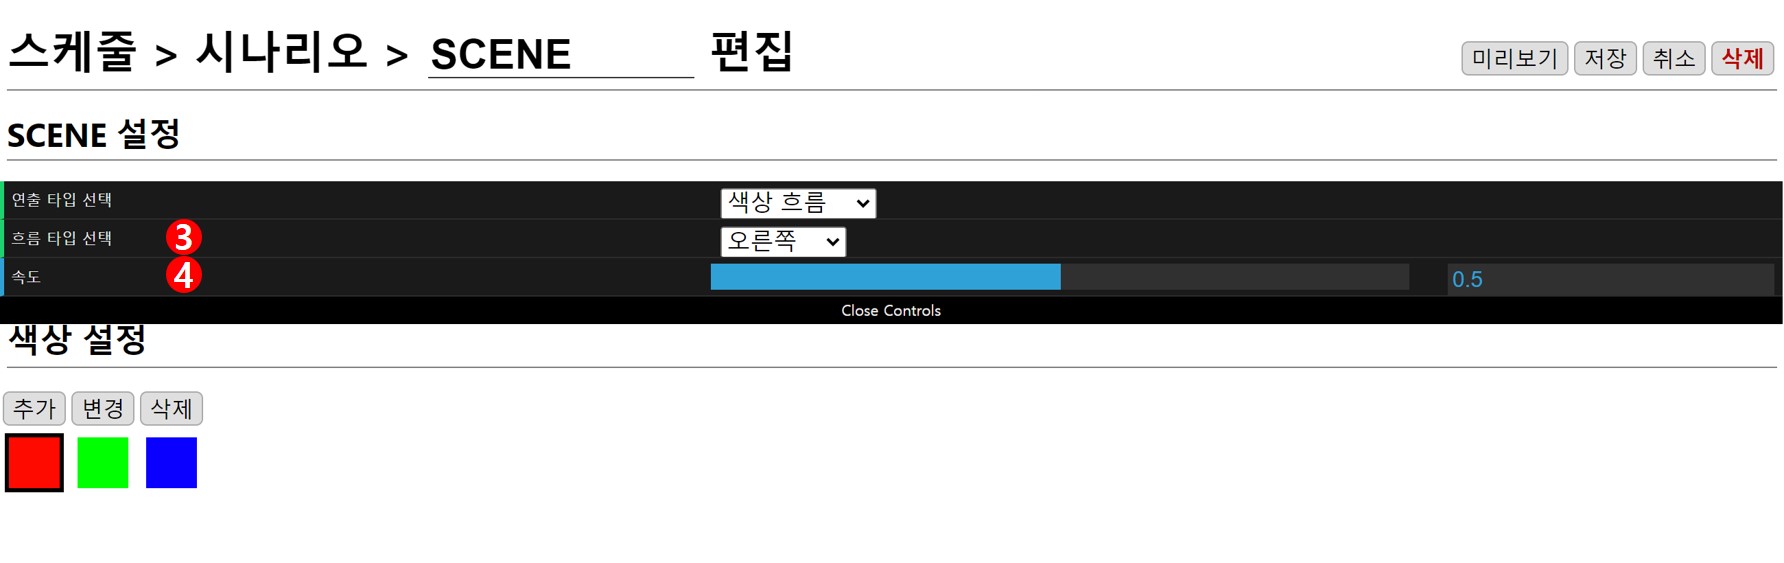 스케줄 > 시나리오 > SCENE 편집
미리보기 저장 취소 삭제
SCENE 설정
연출 타입 선택 색상 흐름
흐름 타입 선택 3 오른쪽
속도 4 0.5
Close Controls
색상 설정
추가 변경 삭제